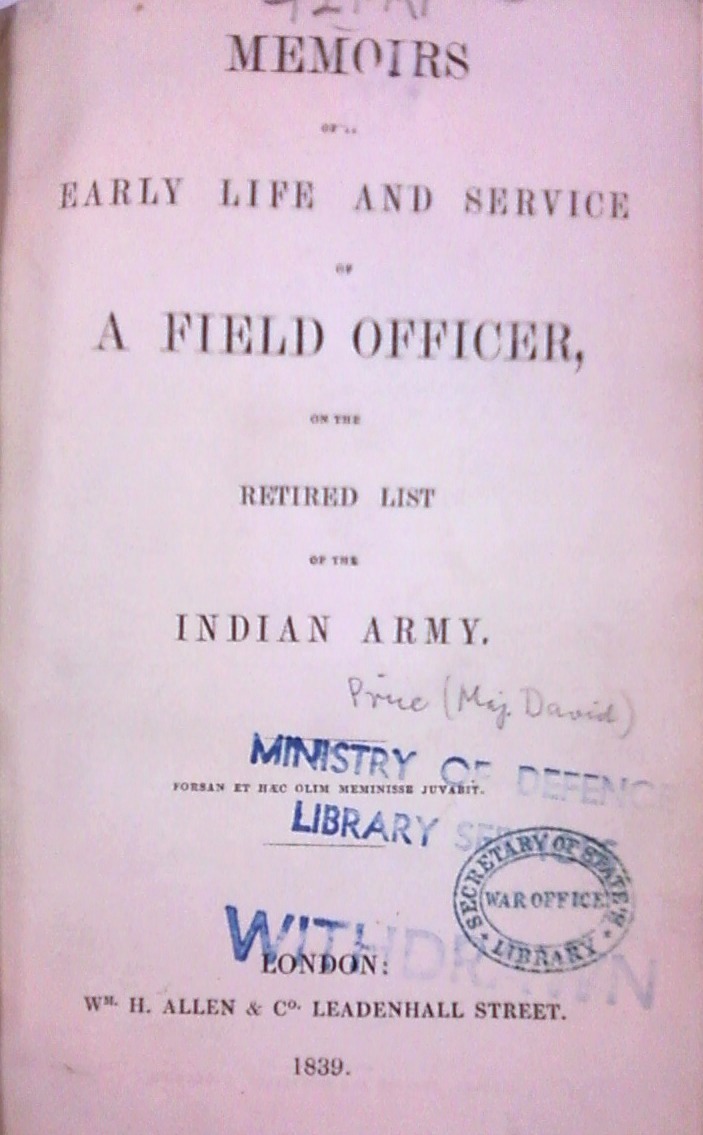 MEMOIRS
OF
EARLY LIFE AND SERVICE
OF
A FIELD OFFICER,
ON THE
RETIRED LIST
OF THE
INDIAN ARMY.
Price (Maj. David)
MINISTRY OF DEFENCE
FORSAN ET HÆC OLIM MEMINISSE JUVABIT.
LIBRARY
SECRETARY OF STATE'S
WAR OFFICE
LIBRARY
WITHDRAWN
LONDON:
Wᴹ. H. ALLEN & Cᴼ. LEADENHALL STREET.
1839.